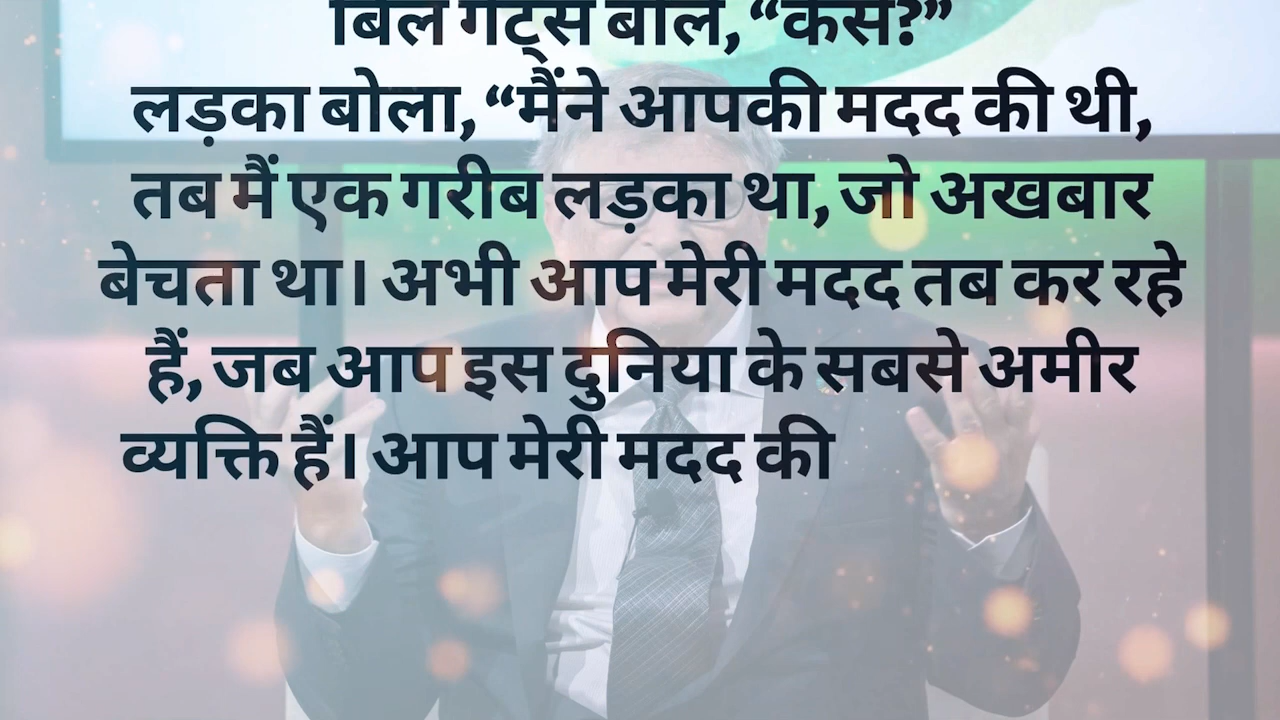 बिल गेट्स बोले, “कैसे?”
लड़का बोला, “मैंने आपकी मदद की थी,
तब मैं एक गरीब लड़का था, जो अखबार
बेचता था। अभी आप मेरी मदद तब कर रहे
हैं, जब आप इस दुनिया के सबसे अमीर
व्यक्ति हैं। आप मेरी मदद की